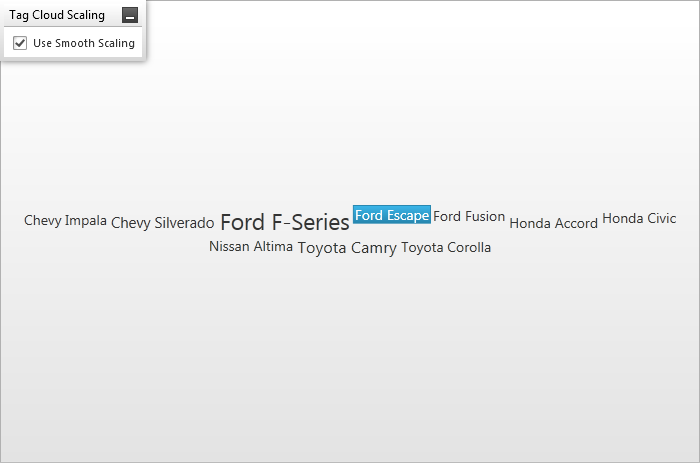 Tag Cloud Scaling
Use Smooth Scaling
Chevy Impala Chevy Silverado Ford F-Series Ford Escape Ford Fusion Honda Accord Honda Civic
Nissan Altima Toyota Camry Toyota Corolla